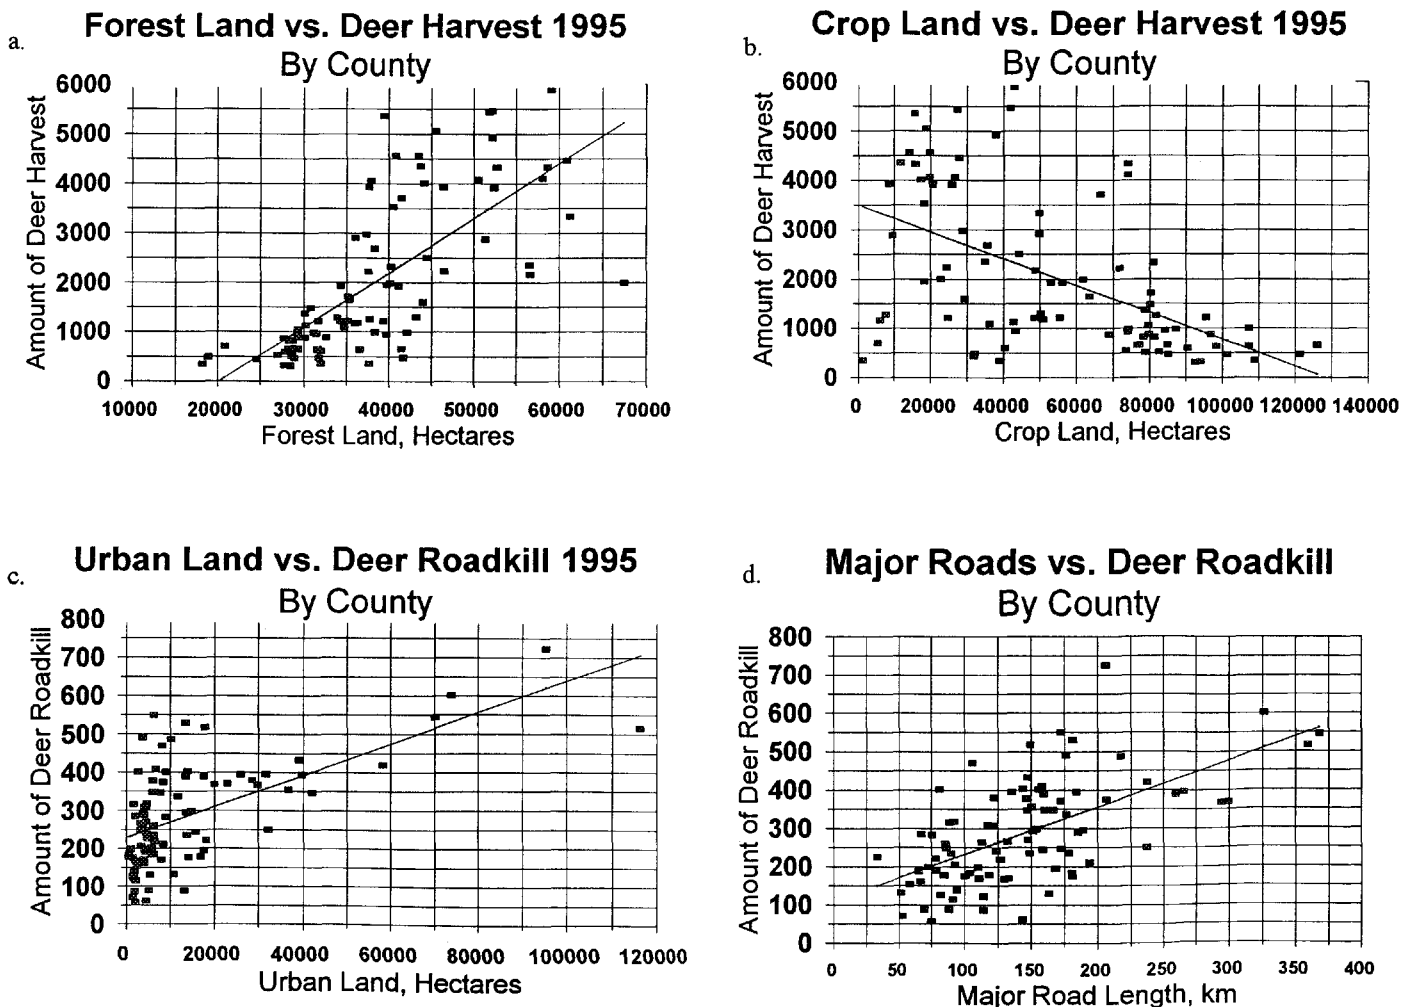 a.
Forest Land vs. Deer Harvest 1995
By County
Amount of Deer Harvest
6000
5000
4000
3000
2000
1000
0
10000 20000 30000 40000 50000 60000 70000
Forest Land, Hectares
b.
Crop Land vs. Deer Harvest 1995
By County
Amount of Deer Harvest
6000
5000
4000
3000
2000
1000
0
0 20000 40000 60000 80000 100000 120000 140000
Crop Land, Hectares
c.
Urban Land vs. Deer Roadkill 1995
By County
Amount of Deer Roadkill
800
700
600
500
400
300
200
100
0
0 20000 40000 60000 80000 100000 120000
Urban Land, Hectares
d.
Major Roads vs. Deer Roadkill
By County
Amount of Deer Roadkill
800
700
600
500
400
300
200
100
0
0 50 100 150 200 250 300 350 400
Major Road Length, km